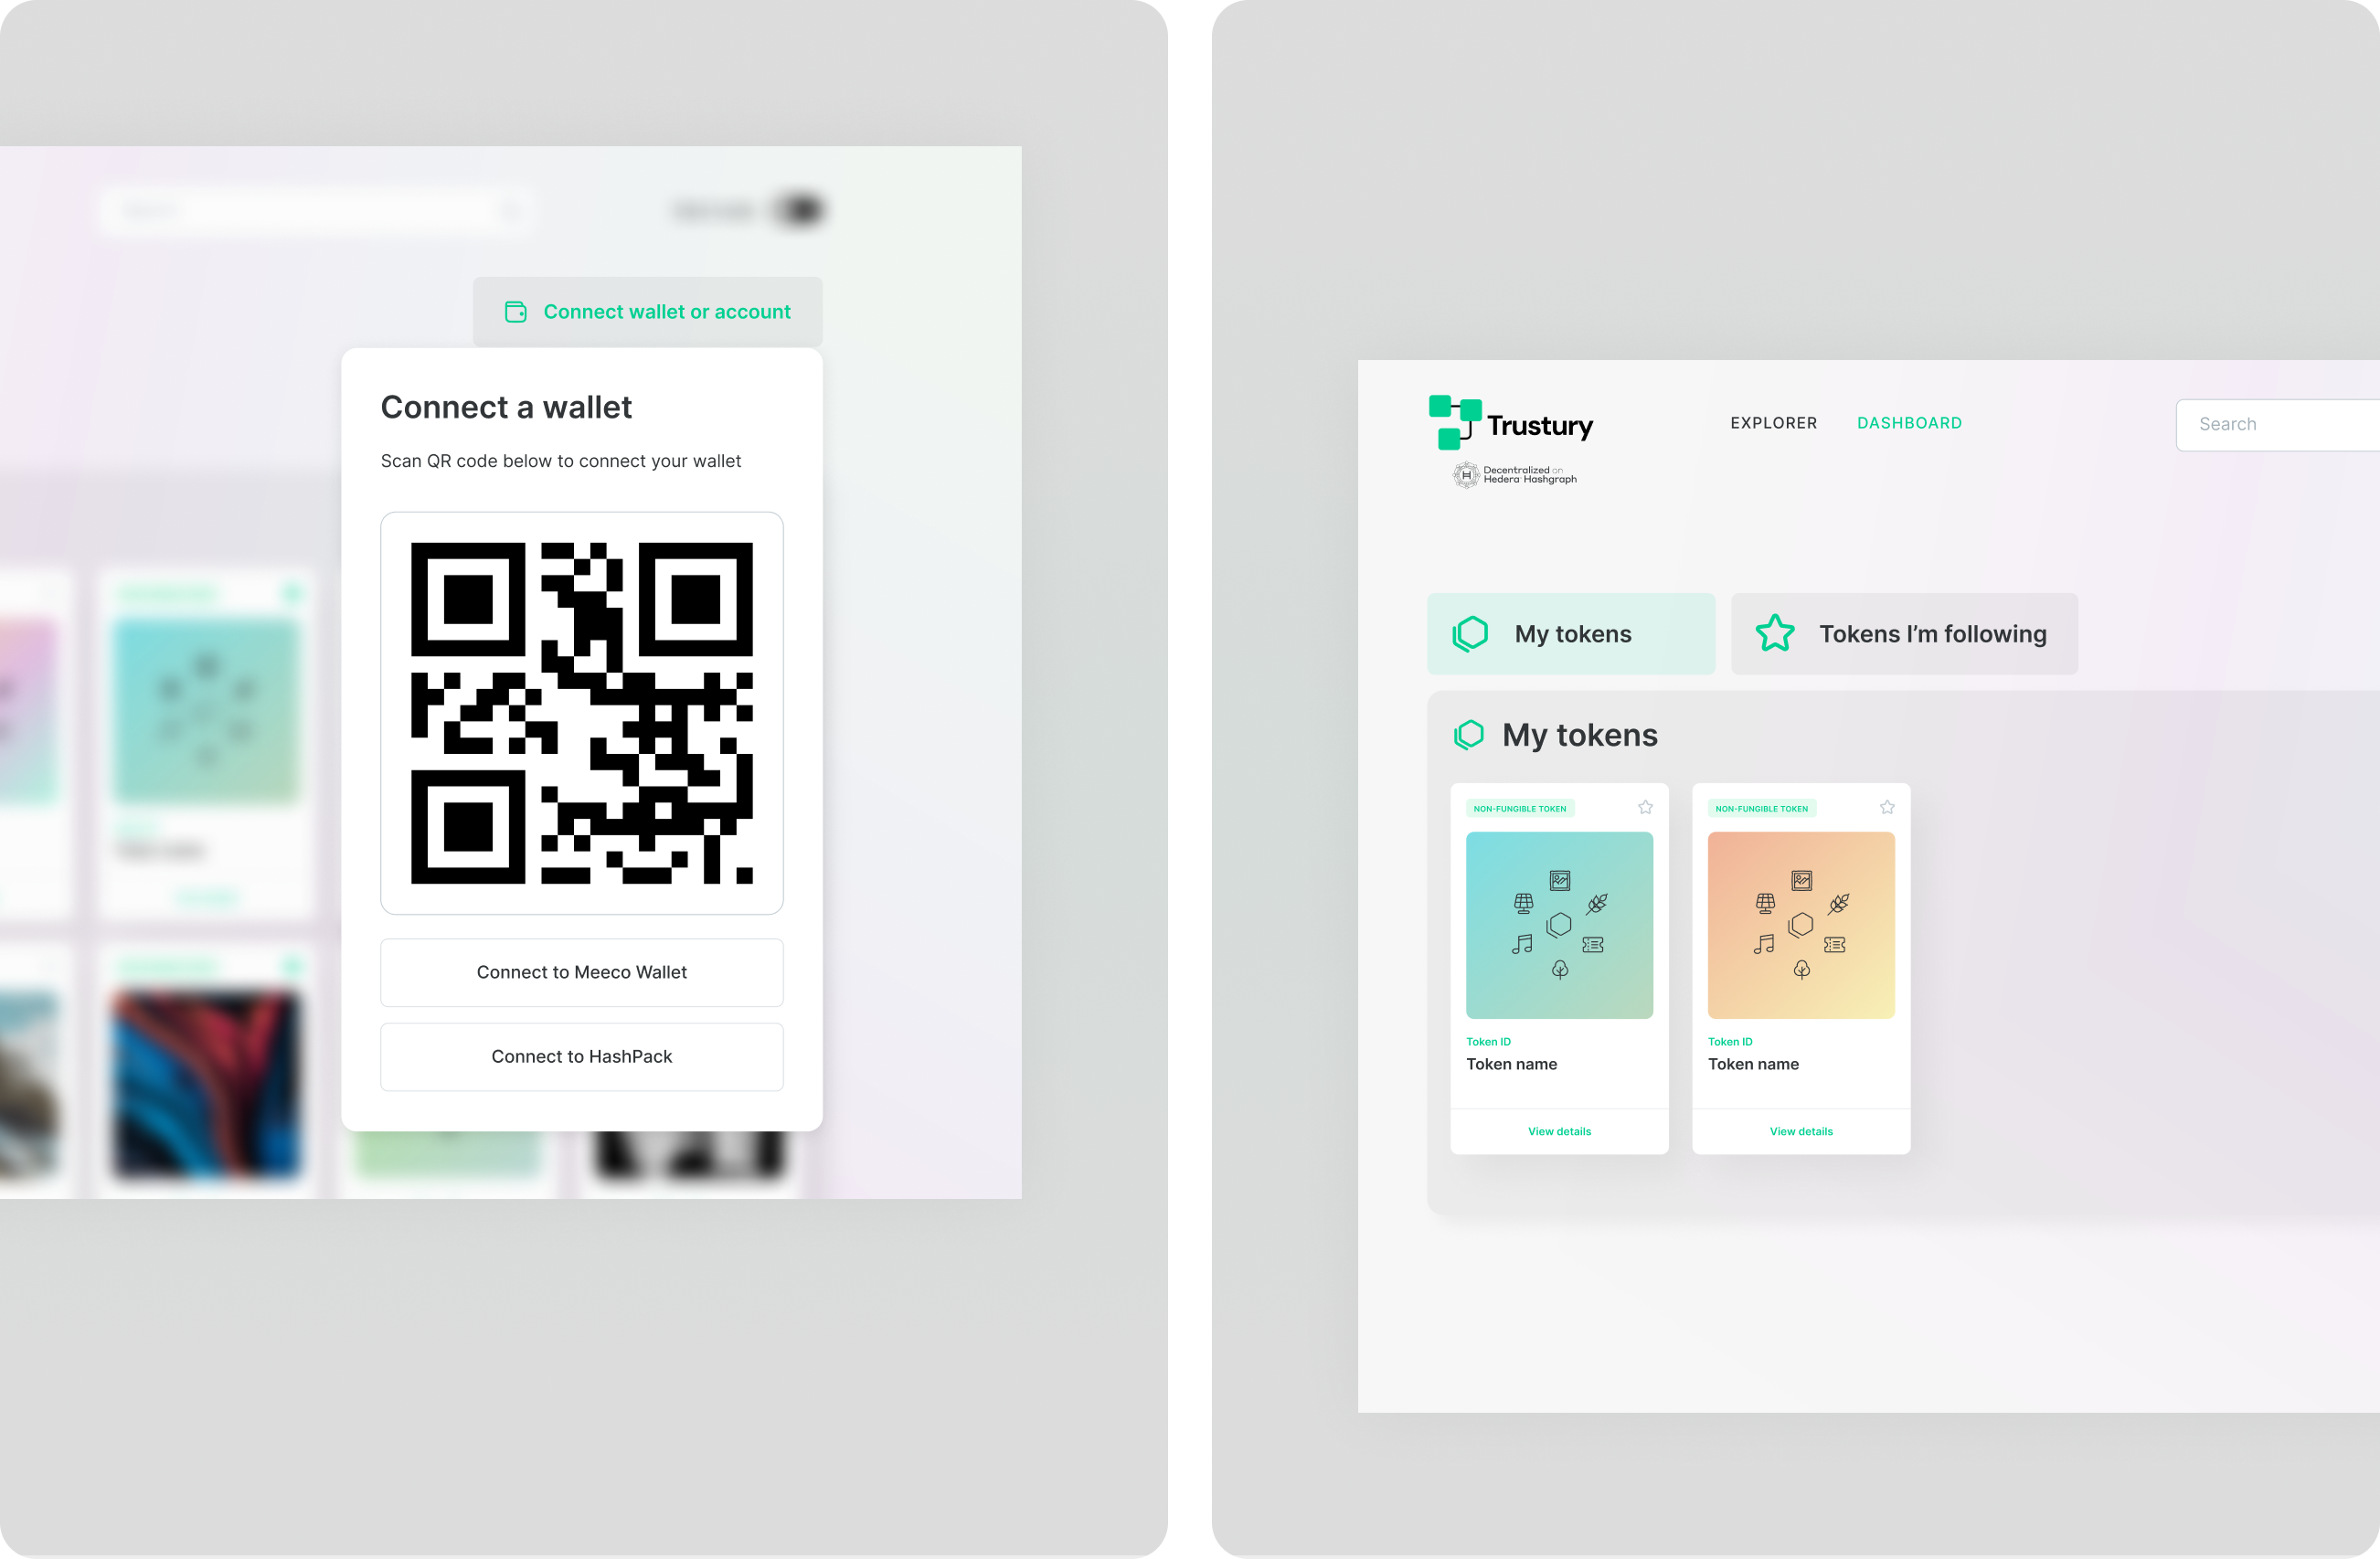 Connect wallet or account
Connect a wallet
Scan QR code below to connect your wallet
Connect to Meeco Wallet
Connect to HashPack
Trustury
Decentralized on
Hedera Hashgraph
EXPLORER
DASHBOARD
Search
My tokens
Tokens I’m following
My tokens
NON-FUNGIBLE TOKEN
Token ID
Token name
View details
NON-FUNGIBLE TOKEN
Token ID
Token name
View details